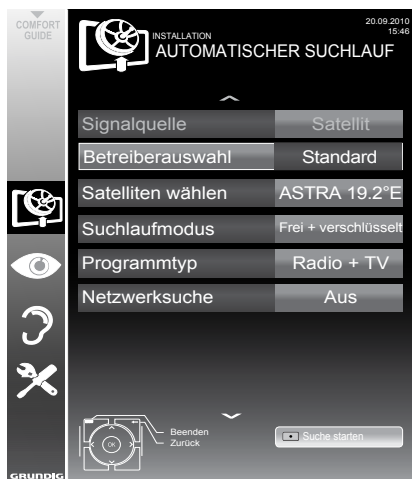 COMFORT
GUIDE
20.09.2010
15:46
INSTALLATION
AUTOMATISCHER SUCHLAUF
Signalquelle Satellit
Betreiberauswahl Standard
Satelliten wählen ASTRA 19.2°E
Suchlaufmodus Frei + verschlüsselt
Programmtyp Radio + TV
Netzwerksuche Aus
OK
Beenden
Zurück
Suche starten
GRUNDIG